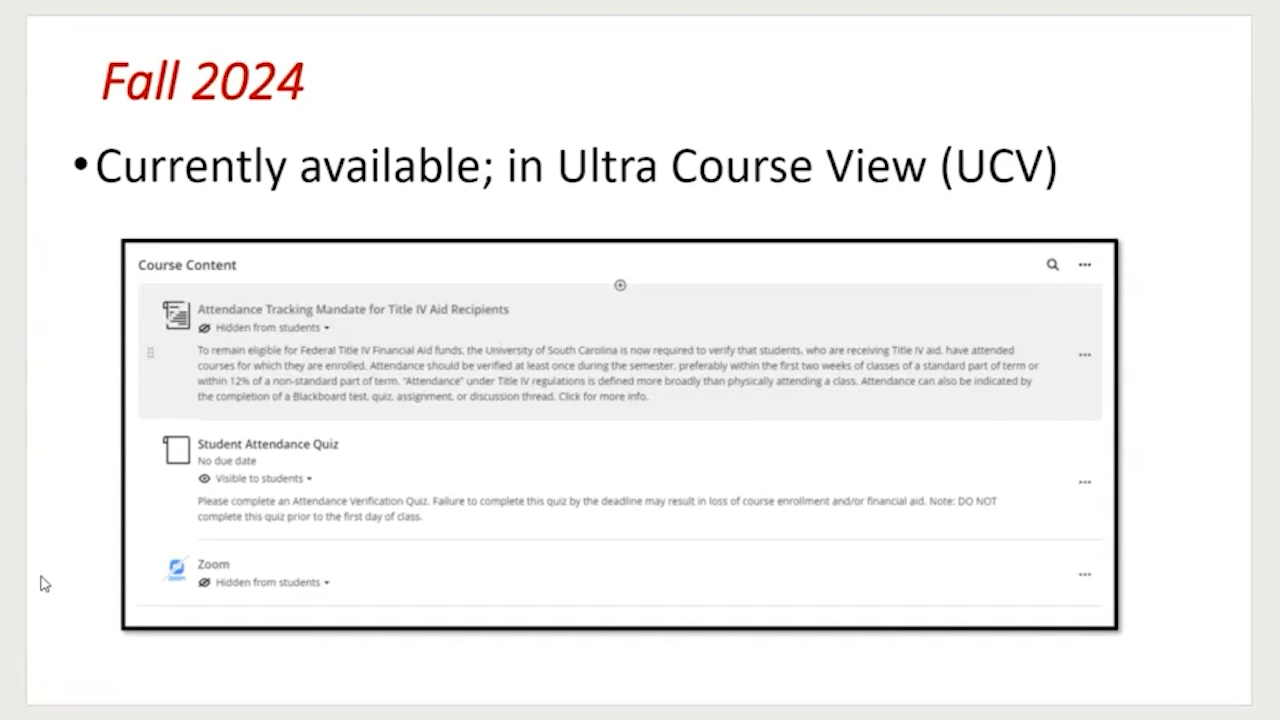 Fall 2024
•Currently available; in Ultra Course View (UCV)
Course Content
Attendance Tracking Mandate for Title IV Aid Recipients
Hidden from students
To remain eligible for Federal Title IV Financial Aid funds, the University of South Carolina is now required to verify that students, who are receiving Title IV aid, have attended
courses for which they are enrolled. Attendance should be verified at least once during the semester, preferably within the first two weeks of classes of a standard part of term or
within 12% of a non-standard part of term. "Attendance" under Title IV regulations is defined more broadly than physically attending a class. Attendance can also be indicated by
the completion of a Blackboard test, quiz, assignment, or discussion thread. Click for more info.
Student Attendance Quiz
No due date
Visible to students
Please complete an Attendance Verification Quiz. Failure to complete this quiz by the deadline may result in loss of course enrollment and/or financial aid. Note: DO NOT
complete this quiz prior to the first day of class.
Zoom
zoom
Hidden from students